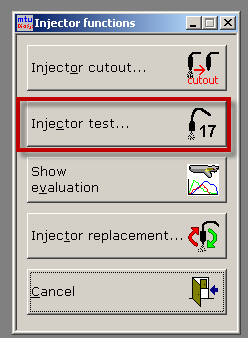 mtu
Injector functions
Injector cutout...
cutout
Injector test...
17
Show
evaluation
Injector replacement...
Cancel